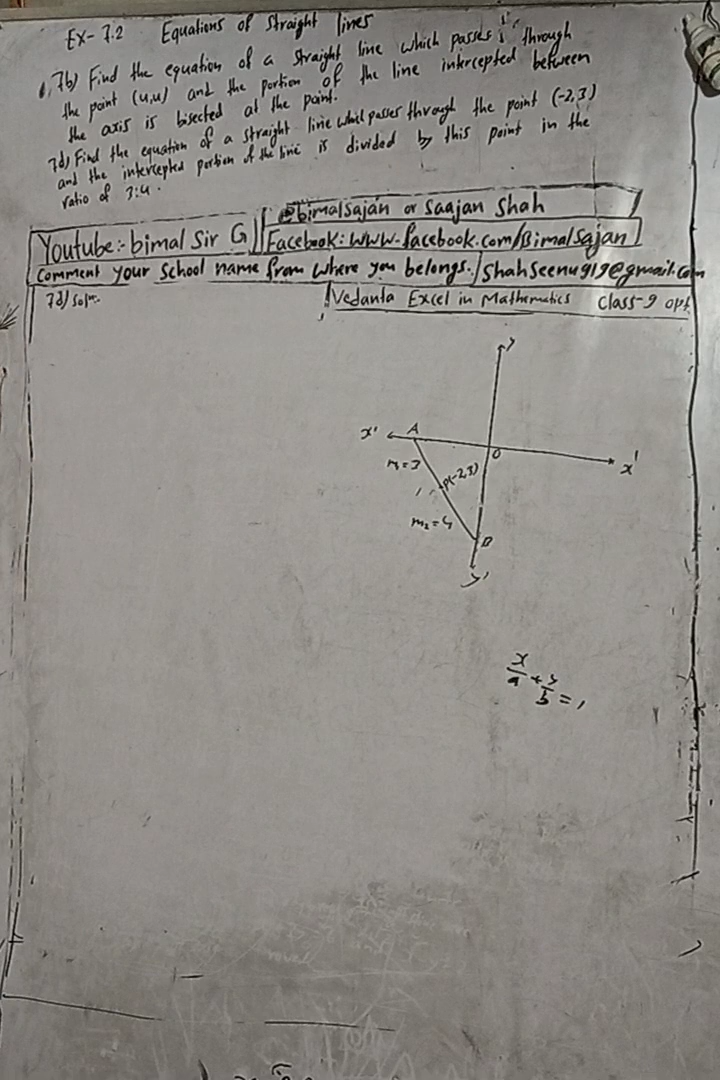 Ex- 7.2 Equations of straight lines
7b) Find the equation of a straight line which passes through
the point (4,4) and the portion of the line intercepted between
the axis is bisected at the point.
7d) Find the equation of a straight line which passes through the point (-2,3)
and the intercepted portion of the line is divided by this point in the
ratio of 3:4.
@bimalsajan or Saajan Shah
Youtube:- bimal Sir G
Facebook: www.facebook.com/BimalSajan
Comment your School name from where you belongs.
Shahseenu919@gmail.com
7d) Soln:
Vedanta Excel in Mathematics Class-9 opt.
y
x' A
O
x'
m₁=3
P(-2,3)
m₂=4
B
y'
x/a + y/b = 1